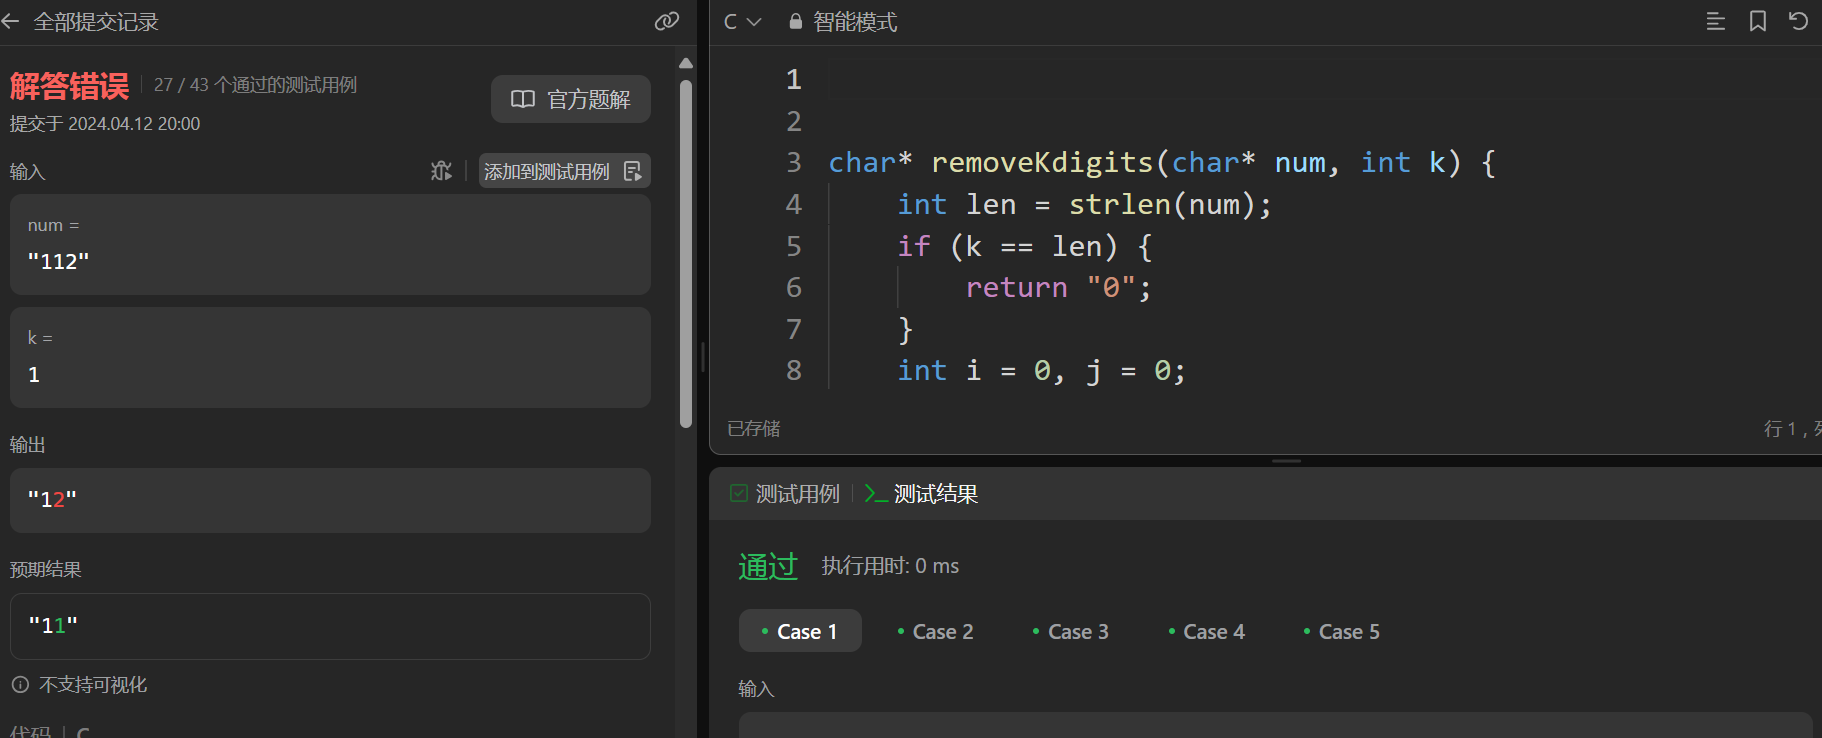 全部提交记录
解答错误
27 / 43 个通过的测试用例
官方题解
提交于 2024.04.12 20:00
输入
添加到测试用例
num =
"112"
k =
1
输出
"12"
预期结果
"11"
不支持可视化
代码 | C
C
智能模式
1
2
3 char* removeKdigits(char* num, int k) {
4 int len = strlen(num);
5 if (k == len) {
6 return "0";
7 }
8 int i = 0, j = 0;
已存储
行 1 ,
测试用例
测试结果
通过
执行用时: 0 ms
Case 1
Case 2
Case 3
Case 4
Case 5
输入